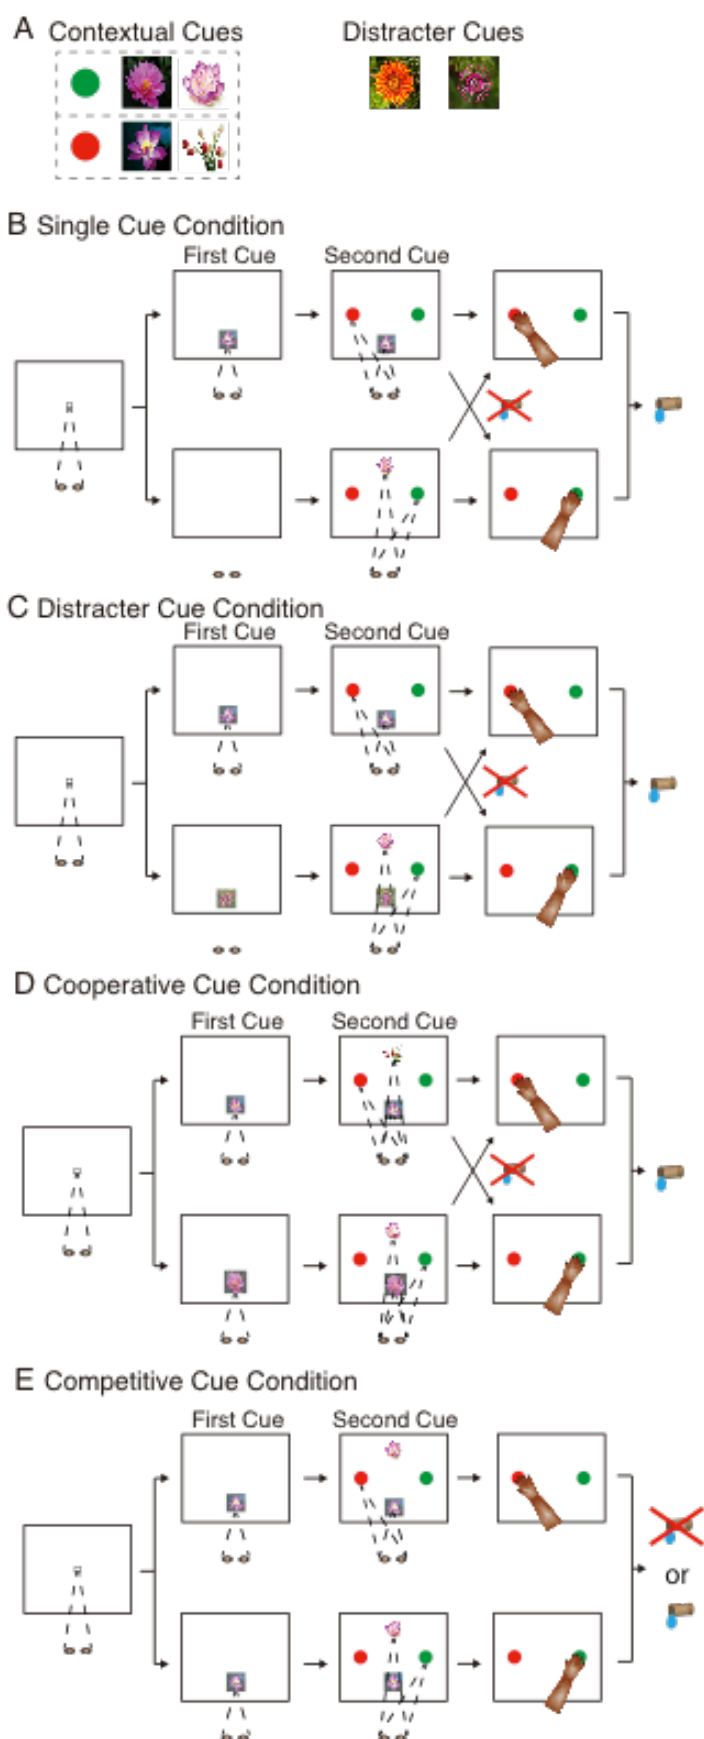 A Contextual Cues Distracter Cues
B Single Cue Condition
First Cue Second Cue
C Distracter Cue Condition
First Cue Second Cue
D Cooperative Cue Condition
First Cue Second Cue
E Competitive Cue Condition
First Cue Second Cue
or